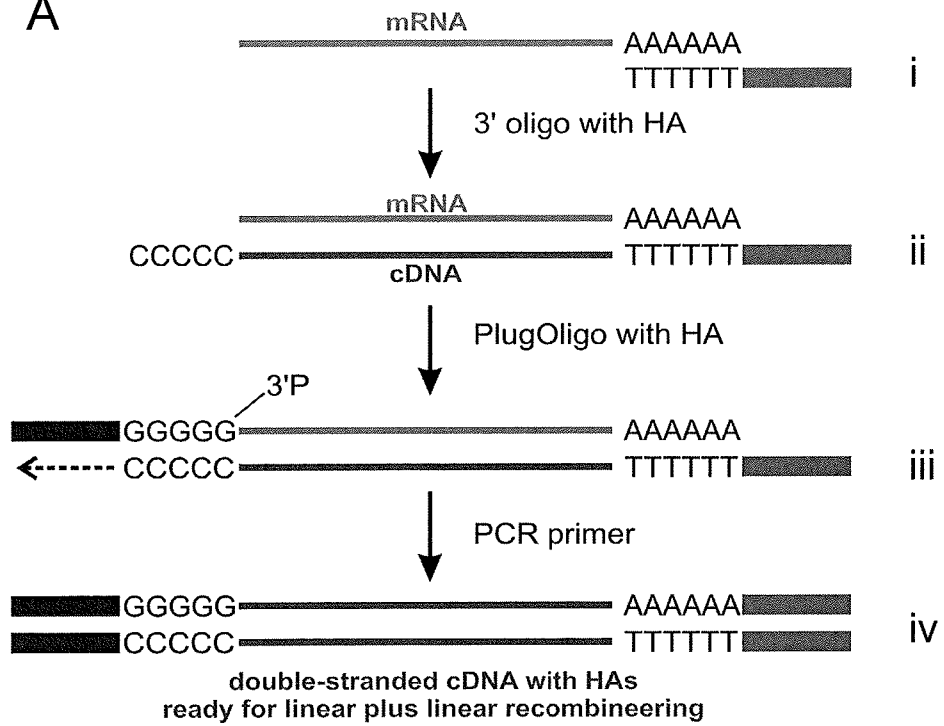 A
mRNA
AAAAAA
TTTTTT
i
3' oligo with HA
mRNA
AAAAAA
CCCCC
TTTTTT
cDNA
ii
PlugOligo with HA
3'P
GGGGG
AAAAAA
CCCCC
TTTTTT
iii
PCR primer
GGGGG
AAAAAA
CCCCC
TTTTTT
iv
double-stranded cDNA with HAs
ready for linear plus linear recombineering